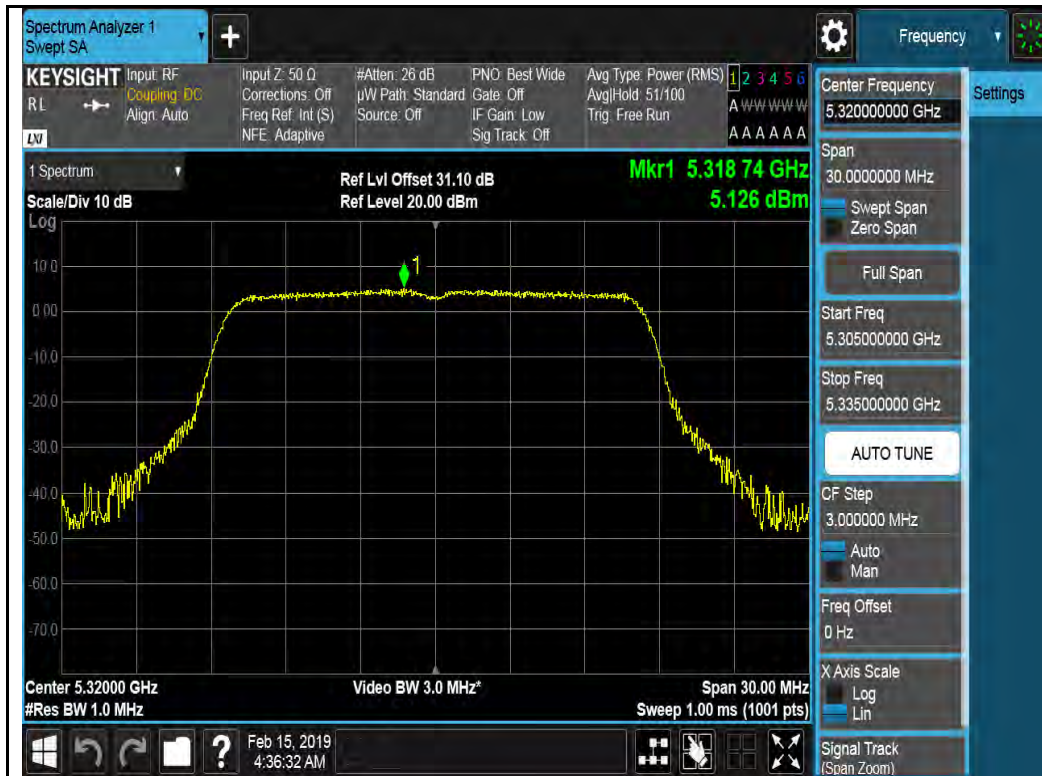 Spectrum Analyzer 1
Swept SA
+
Frequency
KEYSIGHT
RL
LXI
Input: RF
Coupling: DC
Align: Auto
Input Z: 50 Ω
Corrections: Off
Freq Ref: Int (S)
NFE: Adaptive
#Atten: 26 dB
µW Path: Standard
Source: Off
PNO: Best Wide
Gate: Off
IF Gain: Low
Sig Track: Off
Avg Type: Power (RMS)
Avg|Hold: 51/100
Trig: Free Run
1 2 3 4 5 6
A W W W W W
A A A A A A
1 Spectrum
Scale/Div 10 dB
Log
Ref Lvl Offset 31.10 dB
Ref Level 20.00 dBm
Mkr1 5.318 74 GHz
5.126 dBm
1
10.0
0.00
-10.0
-20.0
-30.0
-40.0
-50.0
-60.0
-70.0
Center 5.32000 GHz
#Res BW 1.0 MHz
Video BW 3.0 MHz*
Span 30.00 MHz
Sweep 1.00 ms (1001 pts)
?
Feb 15, 2019
4:36:32 AM
Center Frequency
5.320000000 GHz
Settings
Span
30.0000000 MHz
Swept Span
Zero Span
Full Span
Start Freq
5.305000000 GHz
Stop Freq
5.335000000 GHz
AUTO TUNE
CF Step
3.000000 MHz
Auto
Man
Freq Offset
0 Hz
X Axis Scale
Log
Lin
Signal Track
(Span Zoom)